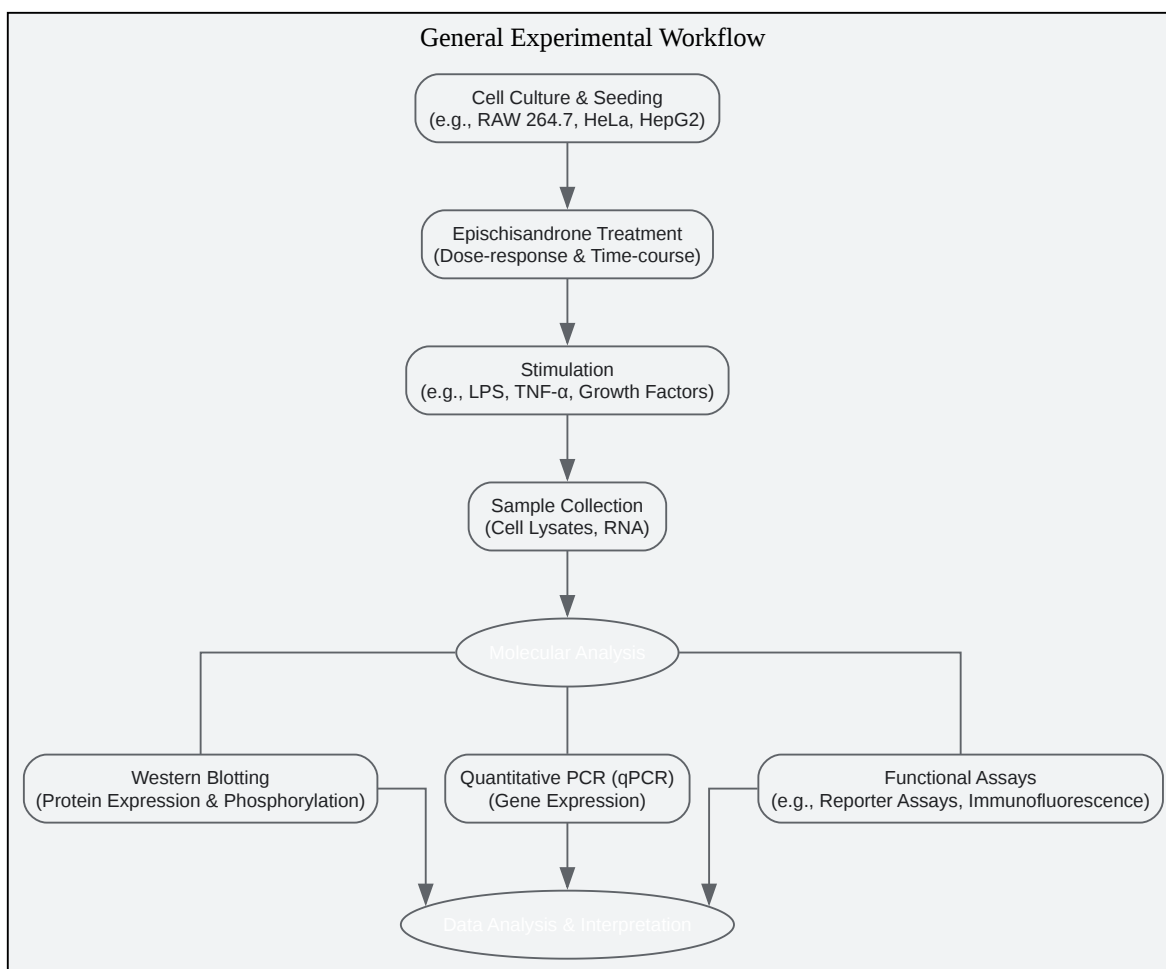 General Experimental Workflow
Cell Culture & Seeding
(e.g., RAW 264.7, HeLa, HepG2)
Epischisandrone Treatment
(Dose-response & Time-course)
Stimulation
(e.g., LPS, TNF-α, Growth Factors)
Sample Collection
(Cell Lysates, RNA)
Molecular Analysis
Western Blotting
(Protein Expression & Phosphorylation)
Quantitative PCR (qPCR)
(Gene Expression)
Functional Assays
(e.g., Reporter Assays, Immunofluorescence)
Data Analysis & Interpretation